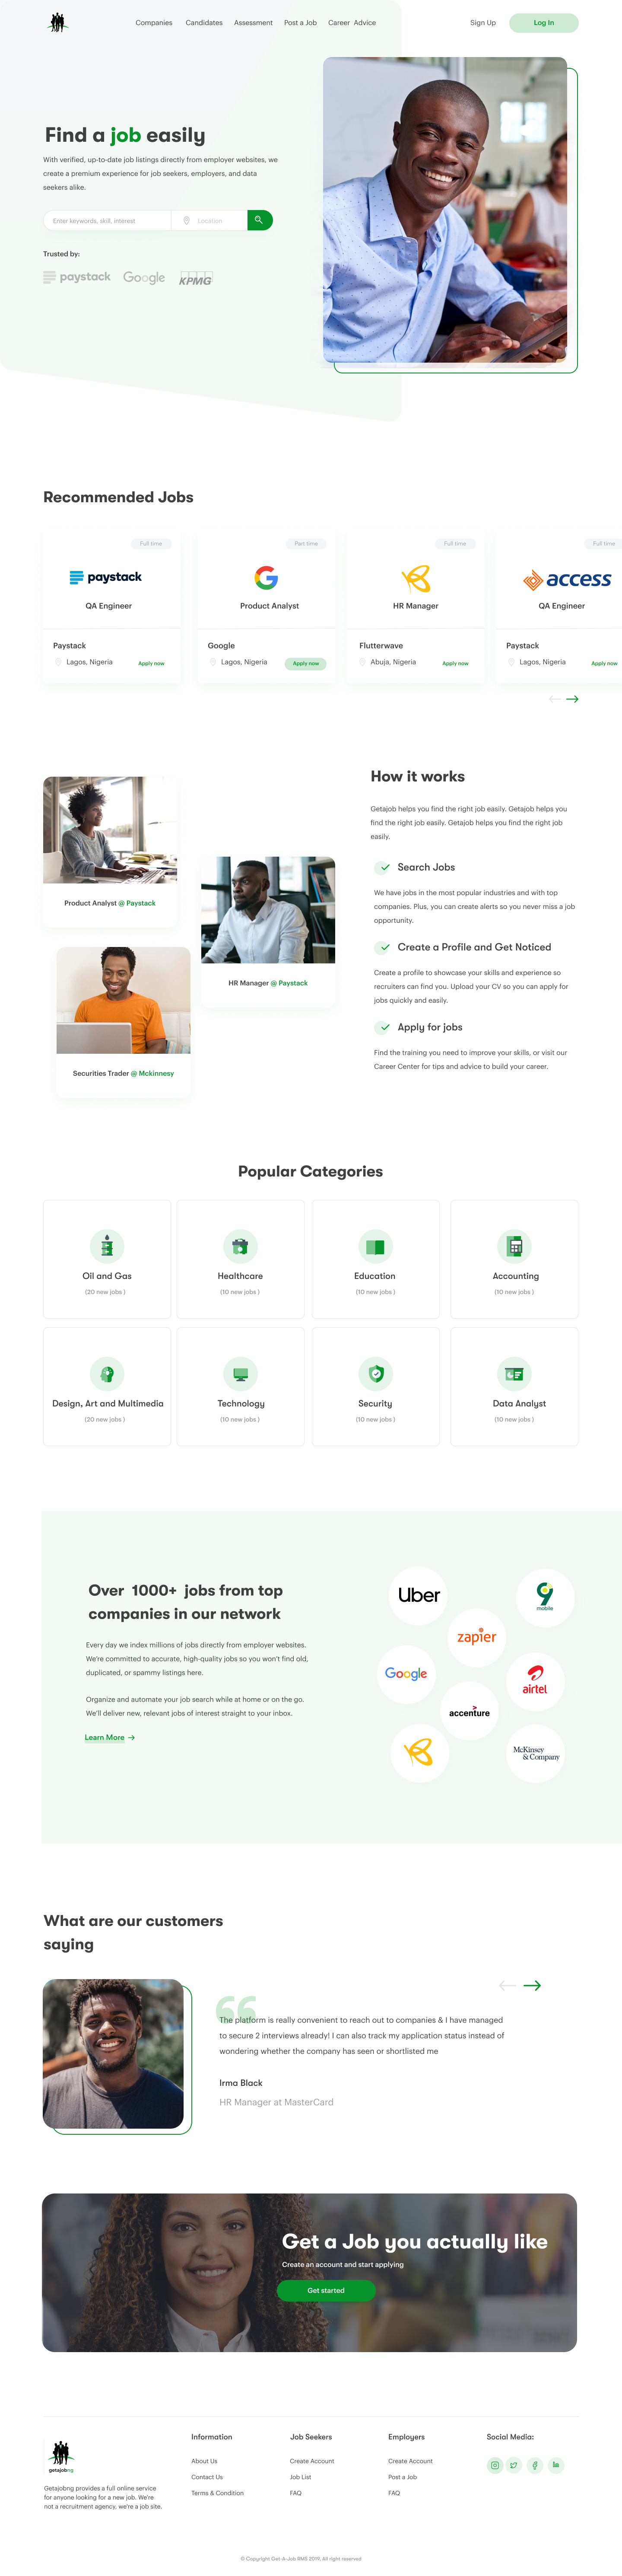 Companies Candidates Assessment Post a Job Career Advice Sign Up Log In
Find a job easily
With verified, up-to-date job listings directly from employer websites, we
create a premium experience for job seekers, employers, and data
seekers alike.
Enter keywords, skill, interest Location
Trusted by:
paystack Google KPMG
Recommended Jobs
Full time
paystack
QA Engineer
Paystack
Lagos, Nigeria Apply now
Part time
Product Analyst
Google
Lagos, Nigeria Apply now
Full time
HR Manager
Flutterwave
Abuja, Nigeria Apply now
Full time
access
QA Engineer
Paystack
Lagos, Nigeria Apply now
Product Analyst @ Paystack
HR Manager @ Paystack
Securities Trader @ Mckinnesy
How it works
Getajob helps you find the right job easily. Getajob helps you
find the right job easily. Getajob helps you find the right job
easily.
Search Jobs
We have jobs in the most popular industries and with top
companies. Plus, you can create alerts so you never miss a job
opportunity.
Create a Profile and Get Noticed
Create a profile to showcase your skills and experience so
recruiters can find you. Upload your CV so you can apply for
jobs quickly and easily.
Apply for jobs
Find the training you need to improve your skills, or visit our
Career Center for tips and advice to build your career.
Popular Categories
Oil and Gas
(20 new jobs )
Healthcare
(10 new jobs )
Education
(10 new jobs )
Accounting
(10 new jobs )
Design, Art and Multimedia
(20 new jobs )
Technology
(10 new jobs )
Security
(10 new jobs )
Data Analyst
(10 new jobs )
Over 1000+ jobs from top
companies in our network
Every day we index millions of jobs directly from employer websites.
We're committed to accurate, high-quality jobs so you won't find old,
duplicated, or spammy listings here.
Organize and automate your job search while at home or on the go.
We'll deliver new, relevant jobs of interest straight to your inbox.
Learn More
Uber
9
mobile
zapier
Google
airtel
accenture
McKinsey
& Company
What are our customers
saying
The platform is really convenient to reach out to companies & I have managed
to secure 2 interviews already! I can also track my application status instead of
wondering whether the company has seen or shortlisted me
Irma Black
HR Manager at MasterCard
Get a Job you actually like
Create an account and start applying
Get started
getajobng
Getajobng provides a full online service
for anyone looking for a new job. We're
not a recruitment agency, we're a job site.
Information
About Us
Contact Us
Terms & Condition
Job Seekers
Create Account
Job List
FAQ
Employers
Create Account
Post a Job
FAQ
Social Media:
© Copyright Get-A-Job RMS 2019, All right reserved